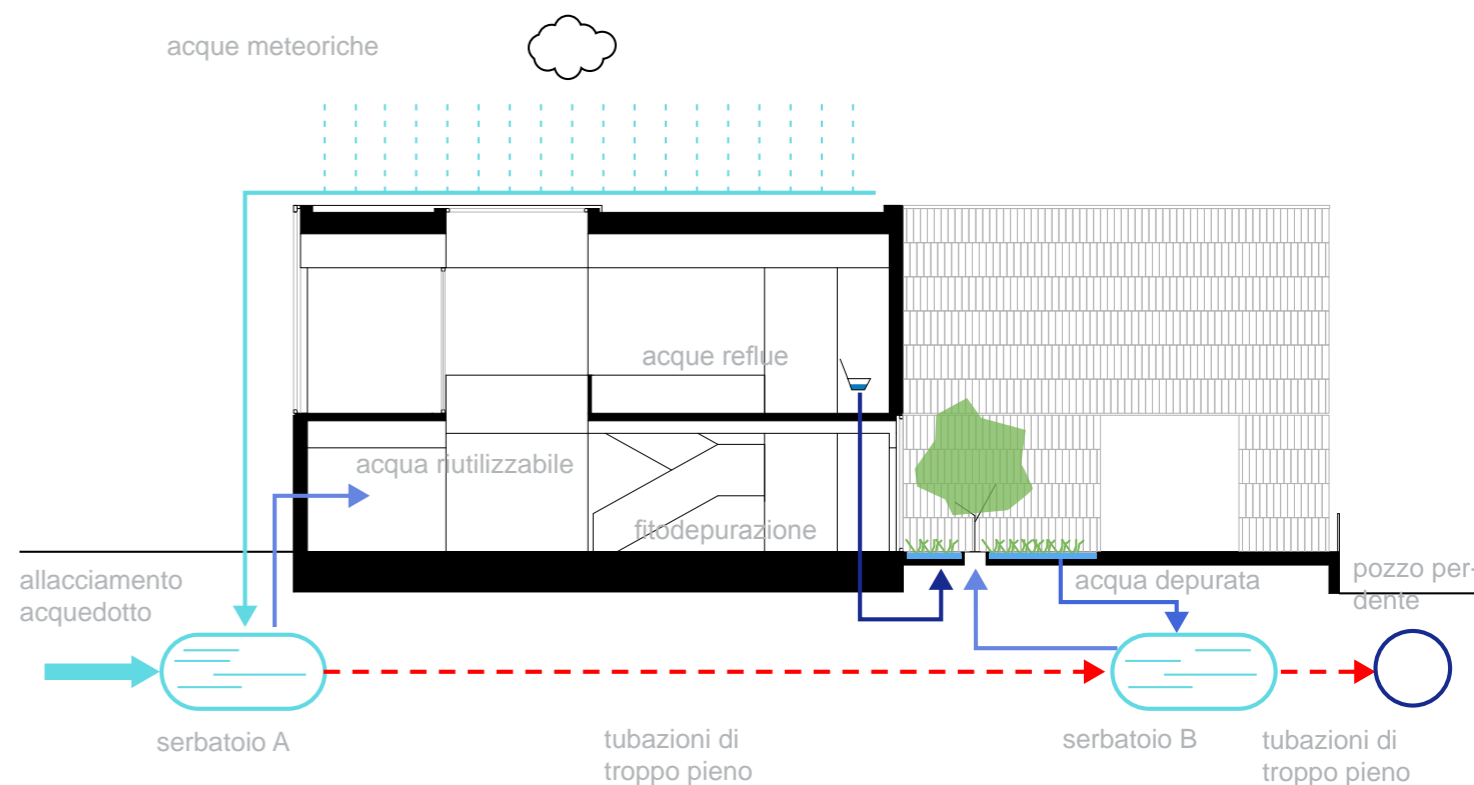 acque meteoriche
acque reflue
acqua riutilizzabile
fitodepurazione
allacciamento
acquedotto
acqua depurata
pozzo per-
dente
serbatoio A
tubazioni di
troppo pieno
serbatoio B
tubazioni di
troppo pieno